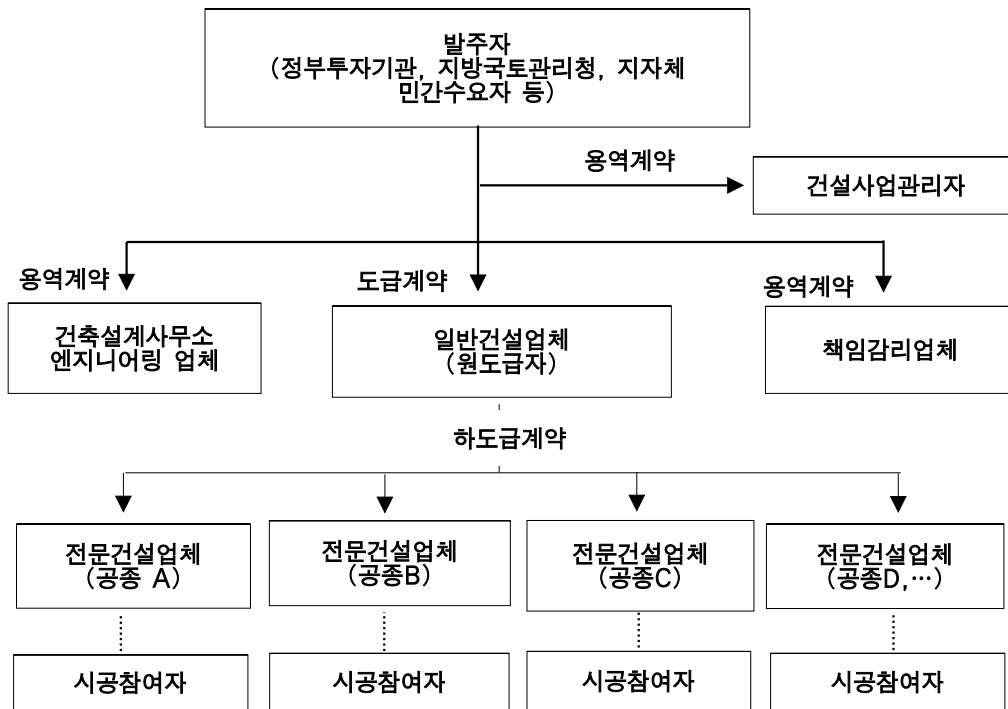 발주자
(정부투자기관, 지방국토관리청, 지자체
민간수요자 등)
용역계약
건설사업관리자
용역계약
도급계약
용역계약
건축설계사무소
엔지니어링 업체
일반건설업체
(원도급자)
책임감리업체
하도급계약
전문건설업체
(공종 A)
전문건설업체
(공종B)
전문건설업체
(공종C)
전문건설업체
(공종D,…)
시공참여자
시공참여자
시공참여자
시공참여자